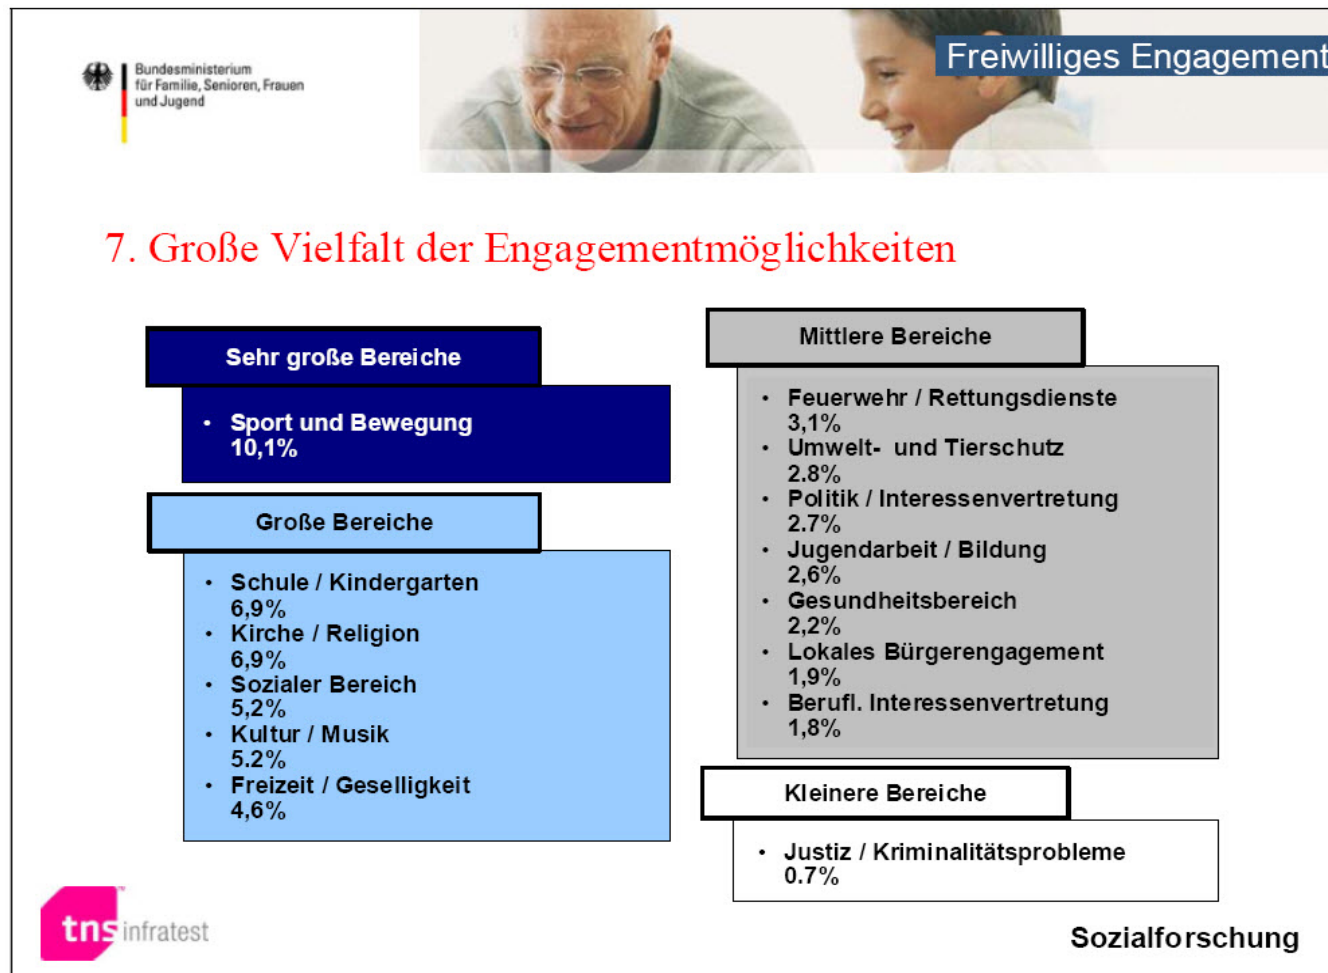 Bundesministerium
für Familie, Senioren, Frauen
und Jugend
Freiwilliges Engagement
7. Große Vielfalt der Engagementmöglichkeiten
Sehr große Bereiche
• Sport und Bewegung
10,1%
Große Bereiche
• Schule / Kindergarten
6,9%
• Kirche / Religion
6,9%
• Sozialer Bereich
5,2%
• Kultur / Musik
5.2%
• Freizeit / Geselligkeit
4,6%
Mittlere Bereiche
• Feuerwehr / Rettungsdienste
3,1%
• Umwelt- und Tierschutz
2.8%
• Politik / Interessenvertretung
2.7%
• Jugendarbeit / Bildung
2,6%
• Gesundheitsbereich
2,2%
• Lokales Bürgerengagement
1,9%
• Berufl. Interessenvertretung
1,8%
Kleinere Bereiche
• Justiz / Kriminalitätsprobleme
0.7%
tns infratest
Sozialforschung